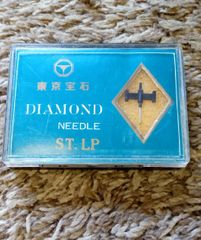 東京宝石
DIAMOND
NEEDLE
ST. LP